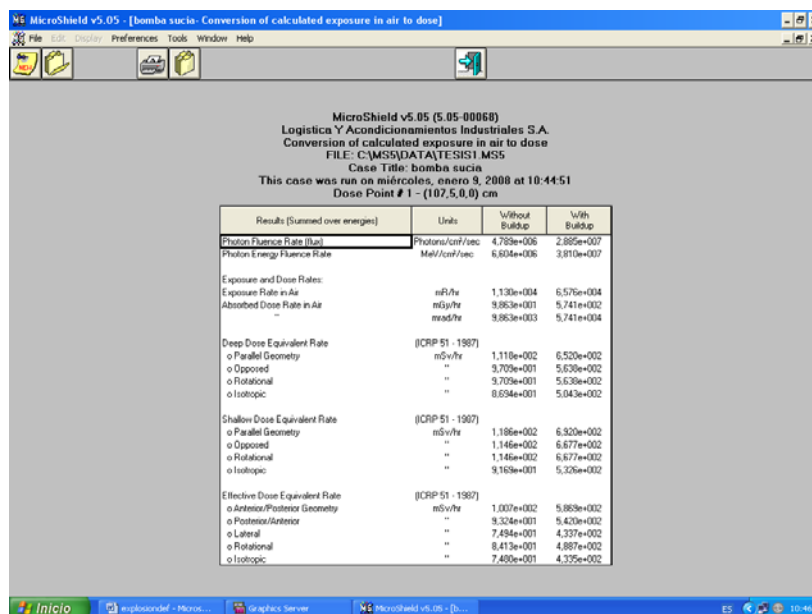 MicroShield v5.05 - [bomba sucia- Conversion of calculated exposure in air to dose]
File Edit Display Preferences Tools Window Help
MicroShield v5.05 (5.05-00068)
Logistica Y Acondicionamientos Industriales S.A.
Conversion of calculated exposure in air to dose
FILE: C:\MS5\DATA\TESIS1.MS5
Case Title: bomba sucia
This case was run on miércoles, enero 9, 2008 at 10:44:51
Dose Point # 1 - (107,5,0,0) cm
Results (Summed over energies) Units Without Buildup With Buildup
Photon Fluence Rate (flux) Photons/cm²/sec 4,789e+006 2,885e+007
Photon Energy Fluence Rate MeV/cm²/sec 6,604e+006 3,810e+007
Exposure and Dose Rates:
Exposure Rate in Air mR/hr 1,130e+004 6,576e+004
Absorbed Dose Rate in Air mGy/hr 9,863e+001 5,741e+002
" mrad/hr 9,863e+003 5,741e+004
Deep Dose Equivalent Rate (ICRP 51 - 1987)
o Parallel Geometry mSv/hr 1,118e+002 6,520e+002
o Opposed " 9,709e+001 5,638e+002
o Rotational " 9,709e+001 5,638e+002
o Isotropic " 8,694e+001 5,043e+002
Shallow Dose Equivalent Rate (ICRP 51 - 1987)
o Parallel Geometry mSv/hr 1,186e+002 6,920e+002
o Opposed " 1,146e+002 6,677e+002
o Rotational " 1,146e+002 6,677e+002
o Isotropic " 9,169e+001 5,326e+002
Effective Dose Equivalent Rate (ICRP 51 - 1987)
o Anterior/Posterior Geometry mSv/hr 1,007e+002 5,869e+002
o Posterior/Anterior " 9,324e+001 5,420e+002
o Lateral " 7,494e+001 4,337e+002
o Rotational " 8,413e+001 4,887e+002
o Isotropic " 7,480e+001 4,335e+002
Inicio explosiondef - Micros... Graphics Server MicroShield v5.05 - [b... ES